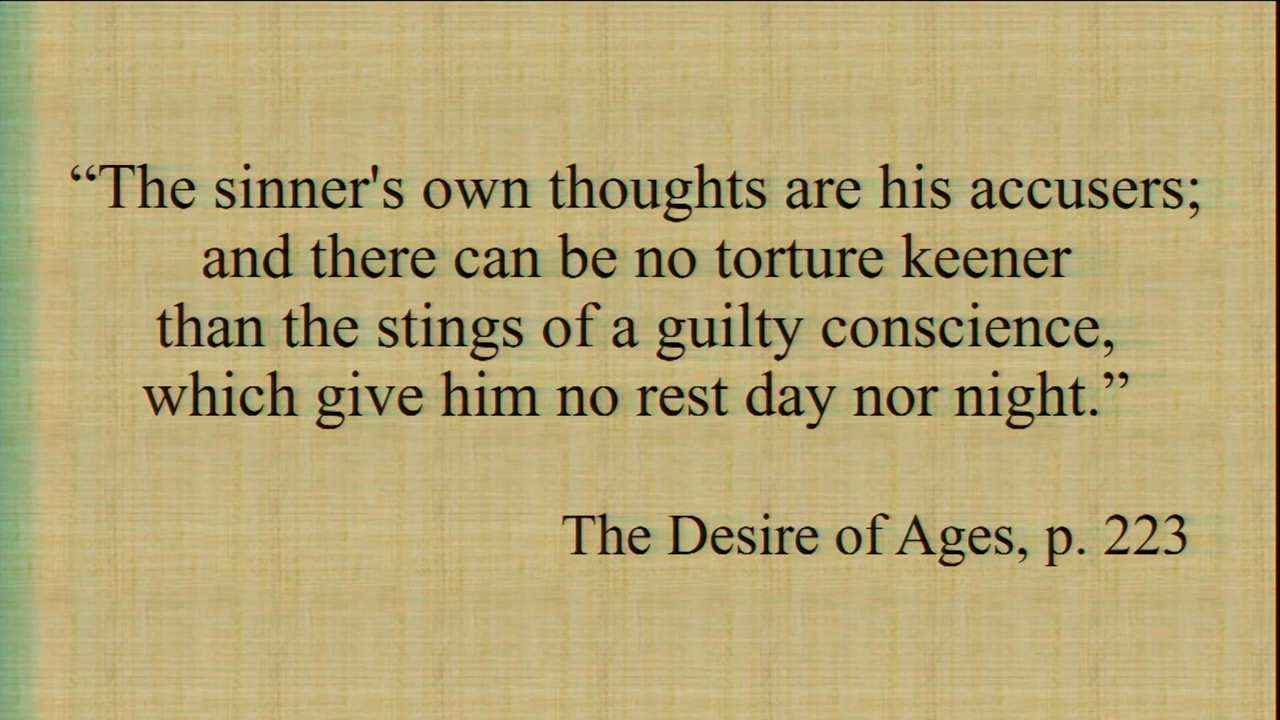 “The sinner's own thoughts are his accusers;
and there can be no torture keener
than the stings of a guilty conscience,
which give him no rest day nor night.”
The Desire of Ages, p. 223